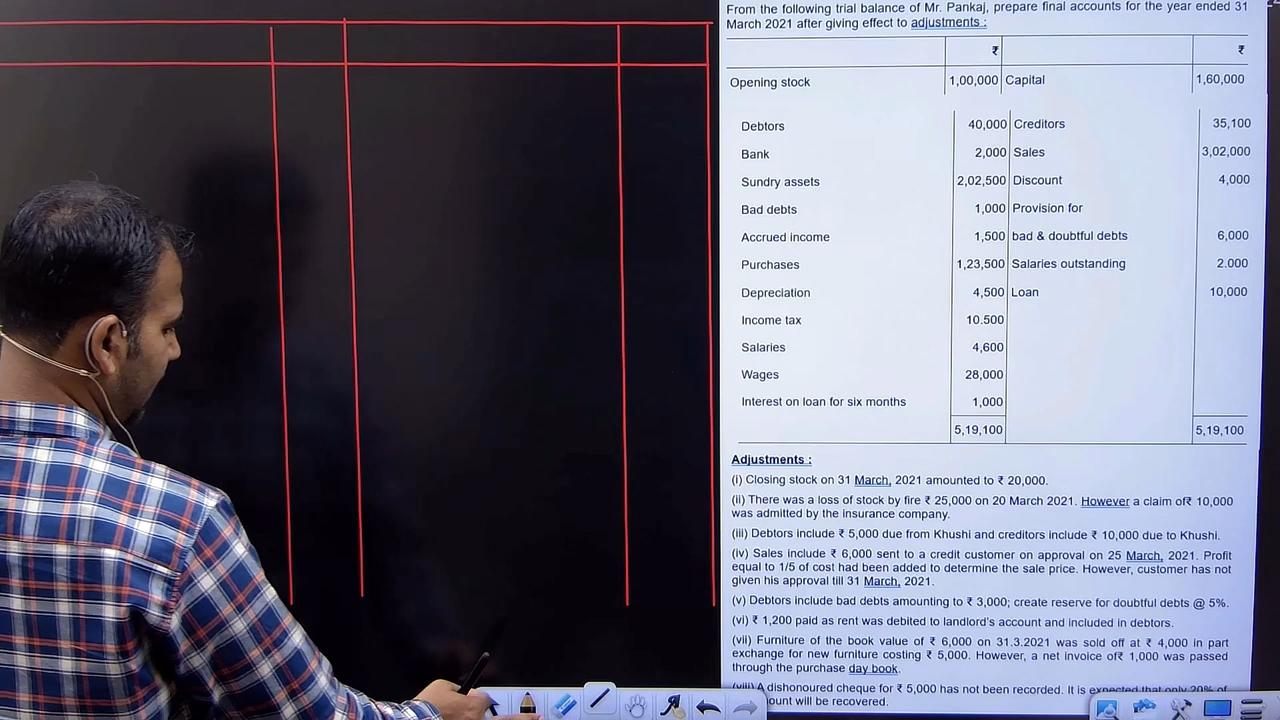 From the following trial balance of Mr. Pankaj, prepare final accounts for the year ended 31
March 2021 after giving effect to adjustments :
₹ ₹
Opening stock 1,00,000 Capital 1,60,000
Debtors 40,000 Creditors 35,100
Bank 2,000 Sales 3,02,000
Sundry assets 2,02,500 Discount 4,000
Bad debts 1,000 Provision for
Accrued income 1,500 bad & doubtful debts 6,000
Purchases 1,23,500 Salaries outstanding 2.000
Depreciation 4,500 Loan 10,000
Income tax 10.500
Salaries 4,600
Wages 28,000
Interest on loan for six months 1,000
5,19,100 5,19,100
Adjustments :
(i) Closing stock on 31 March, 2021 amounted to ₹ 20,000.
(ii) There was a loss of stock by fire ₹ 25,000 on 20 March 2021. However a claim of₹ 10,000
was admitted by the insurance company.
(iii) Debtors include ₹ 5,000 due from Khushi and creditors include ₹ 10,000 due to Khushi.
(iv) Sales include ₹ 6,000 sent to a credit customer on approval on 25 March, 2021. Profit
equal to 1/5 of cost had been added to determine the sale price. However, customer has not
given his approval till 31 March, 2021.
(v) Debtors include bad debts amounting to ₹ 3,000; create reserve for doubtful debts @ 5%.
(vi) ₹ 1,200 paid as rent was debited to landlord's account and included in debtors.
(vii) Furniture of the book value of ₹ 6,000 on 31.3.2021 was sold off at ₹ 4,000 in part
exchange for new furniture costing ₹ 5,000. However, a net invoice of₹ 1,000 was passed
through the purchase day book.
(viii) A dishonoured cheque for ₹ 5,000 has not been recorded. It is expected that only 20% of
will be recovered.